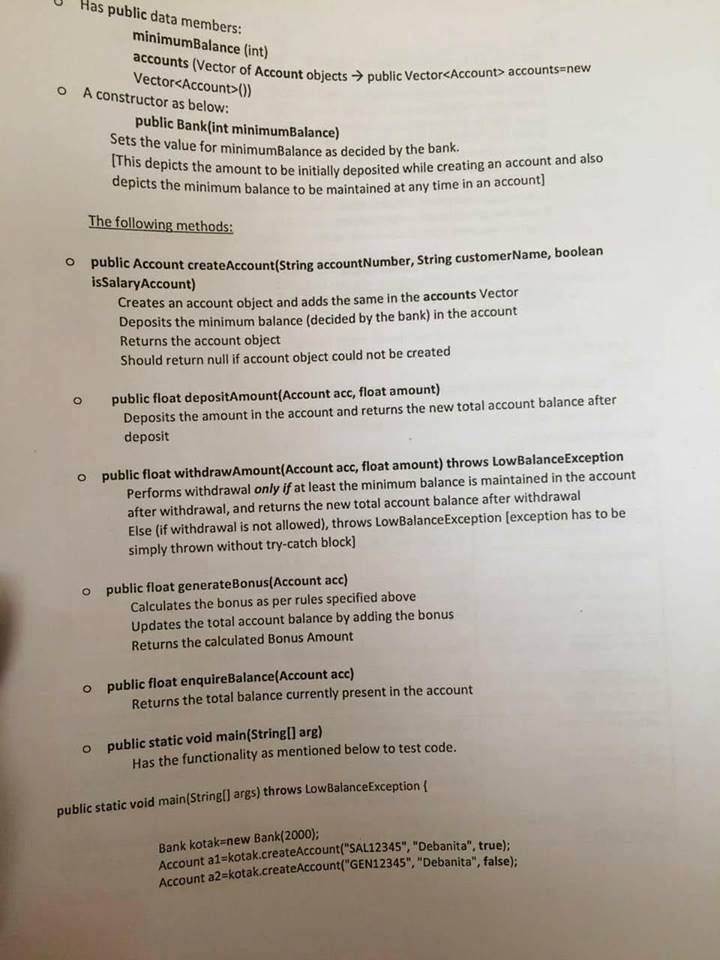 o Has public data members:
minimumBalance (int)
accounts (Vector of Account objects → public Vector<Account> accounts=new
Vector<Account>())
o A constructor as below:
public Bank(int minimumBalance)
Sets the value for minimumBalance as decided by the bank.
[This depicts the amount to be initially deposited while creating an account and also
depicts the minimum balance to be maintained at any time in an account]
The following methods:
o public Account createAccount(String accountNumber, String customerName, boolean
isSalaryAccount)
Creates an account object and adds the same in the accounts Vector
Deposits the minimum balance (decided by the bank) in the account
Returns the account object
Should return null if account object could not be created
o public float depositAmount(Account acc, float amount)
Deposits the amount in the account and returns the new total account balance after
deposit
o public float withdrawAmount(Account acc, float amount) throws LowBalanceException
Performs withdrawal only if at least the minimum balance is maintained in the account
after withdrawal, and returns the new total account balance after withdrawal
Else (if withdrawal is not allowed), throws LowBalanceException [exception has to be
simply thrown without try-catch block]
o public float generateBonus(Account acc)
Calculates the bonus as per rules specified above
Updates the total account balance by adding the bonus
Returns the calculated Bonus Amount
o public float enquireBalance(Account acc)
Returns the total balance currently present in the account
o public static void main(String[] arg)
Has the functionality as mentioned below to test code.
public static void main(String[] args) throws LowBalanceException {
Bank kotak=new Bank(2000);
Account a1=kotak.createAccount("SAL12345", "Debanita", true);
Account a2=kotak.createAccount("GEN12345", "Debanita", false);